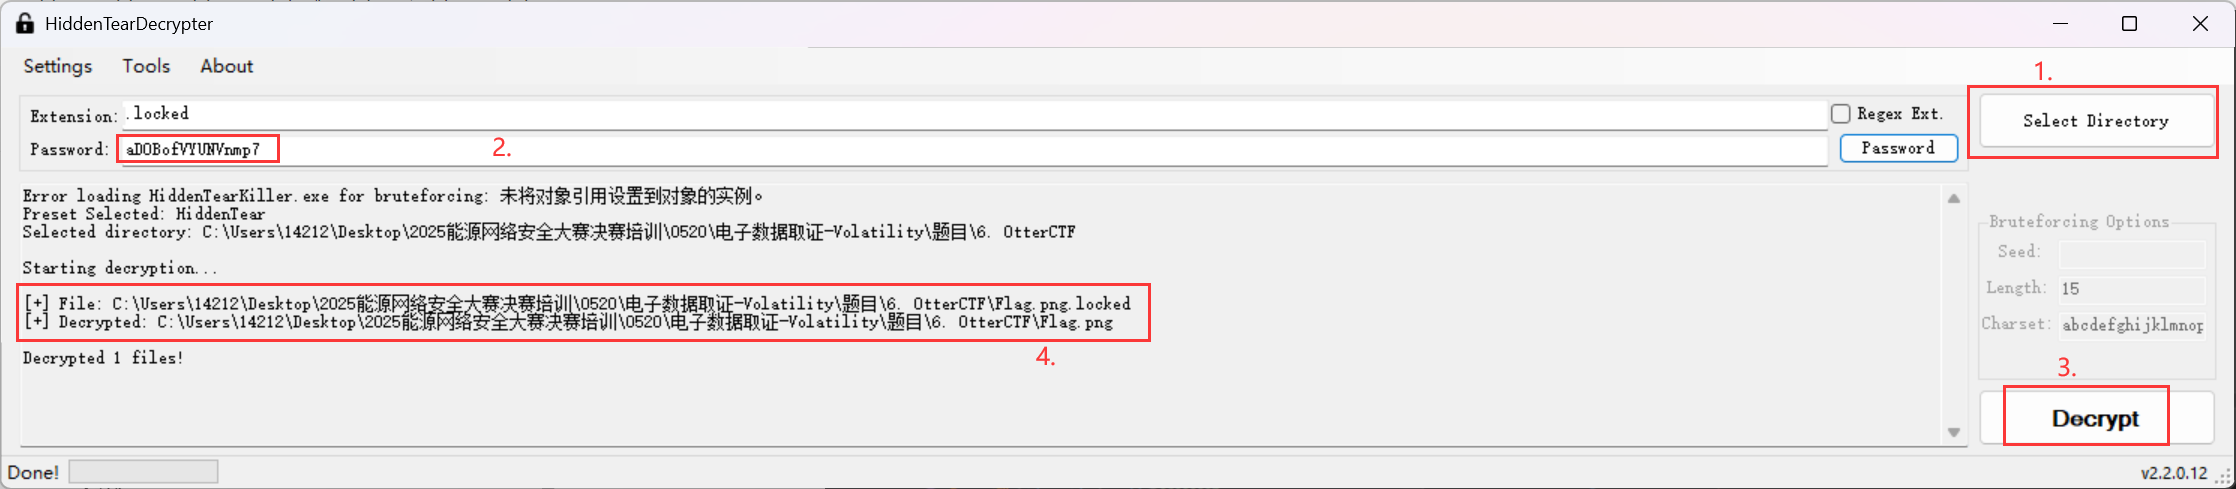 HiddenTearDecrypter
Settings Tools About
1.
Extension: .locked
Regex Ext.
Select Directory
Password: aDOBofVYUNVnmp7
2.
Password
Error loading HiddenTearKiller.exe for bruteforcing: 未将对象引用设置到对象的实例。
Preset Selected: HiddenTear
Selected directory: C:\Users\14212\Desktop\2025能源网络安全大赛决赛培训\0520\电子数据取证-Volatility\题目\6. OtterCTF
Starting decryption...
[+] File: C:\Users\14212\Desktop\2025能源网络安全大赛决赛培训\0520\电子数据取证-Volatility\题目\6. OtterCTF\Flag.png.locked
[+] Decrypted: C:\Users\14212\Desktop\2025能源网络安全大赛决赛培训\0520\电子数据取证-Volatility\题目\6. OtterCTF\Flag.png
4.
Decrypted 1 files!
Bruteforcing Options
Seed:
Length: 15
Charset: abcdefghijklmnop
3.
Decrypt
Done!
v2.2.0.12